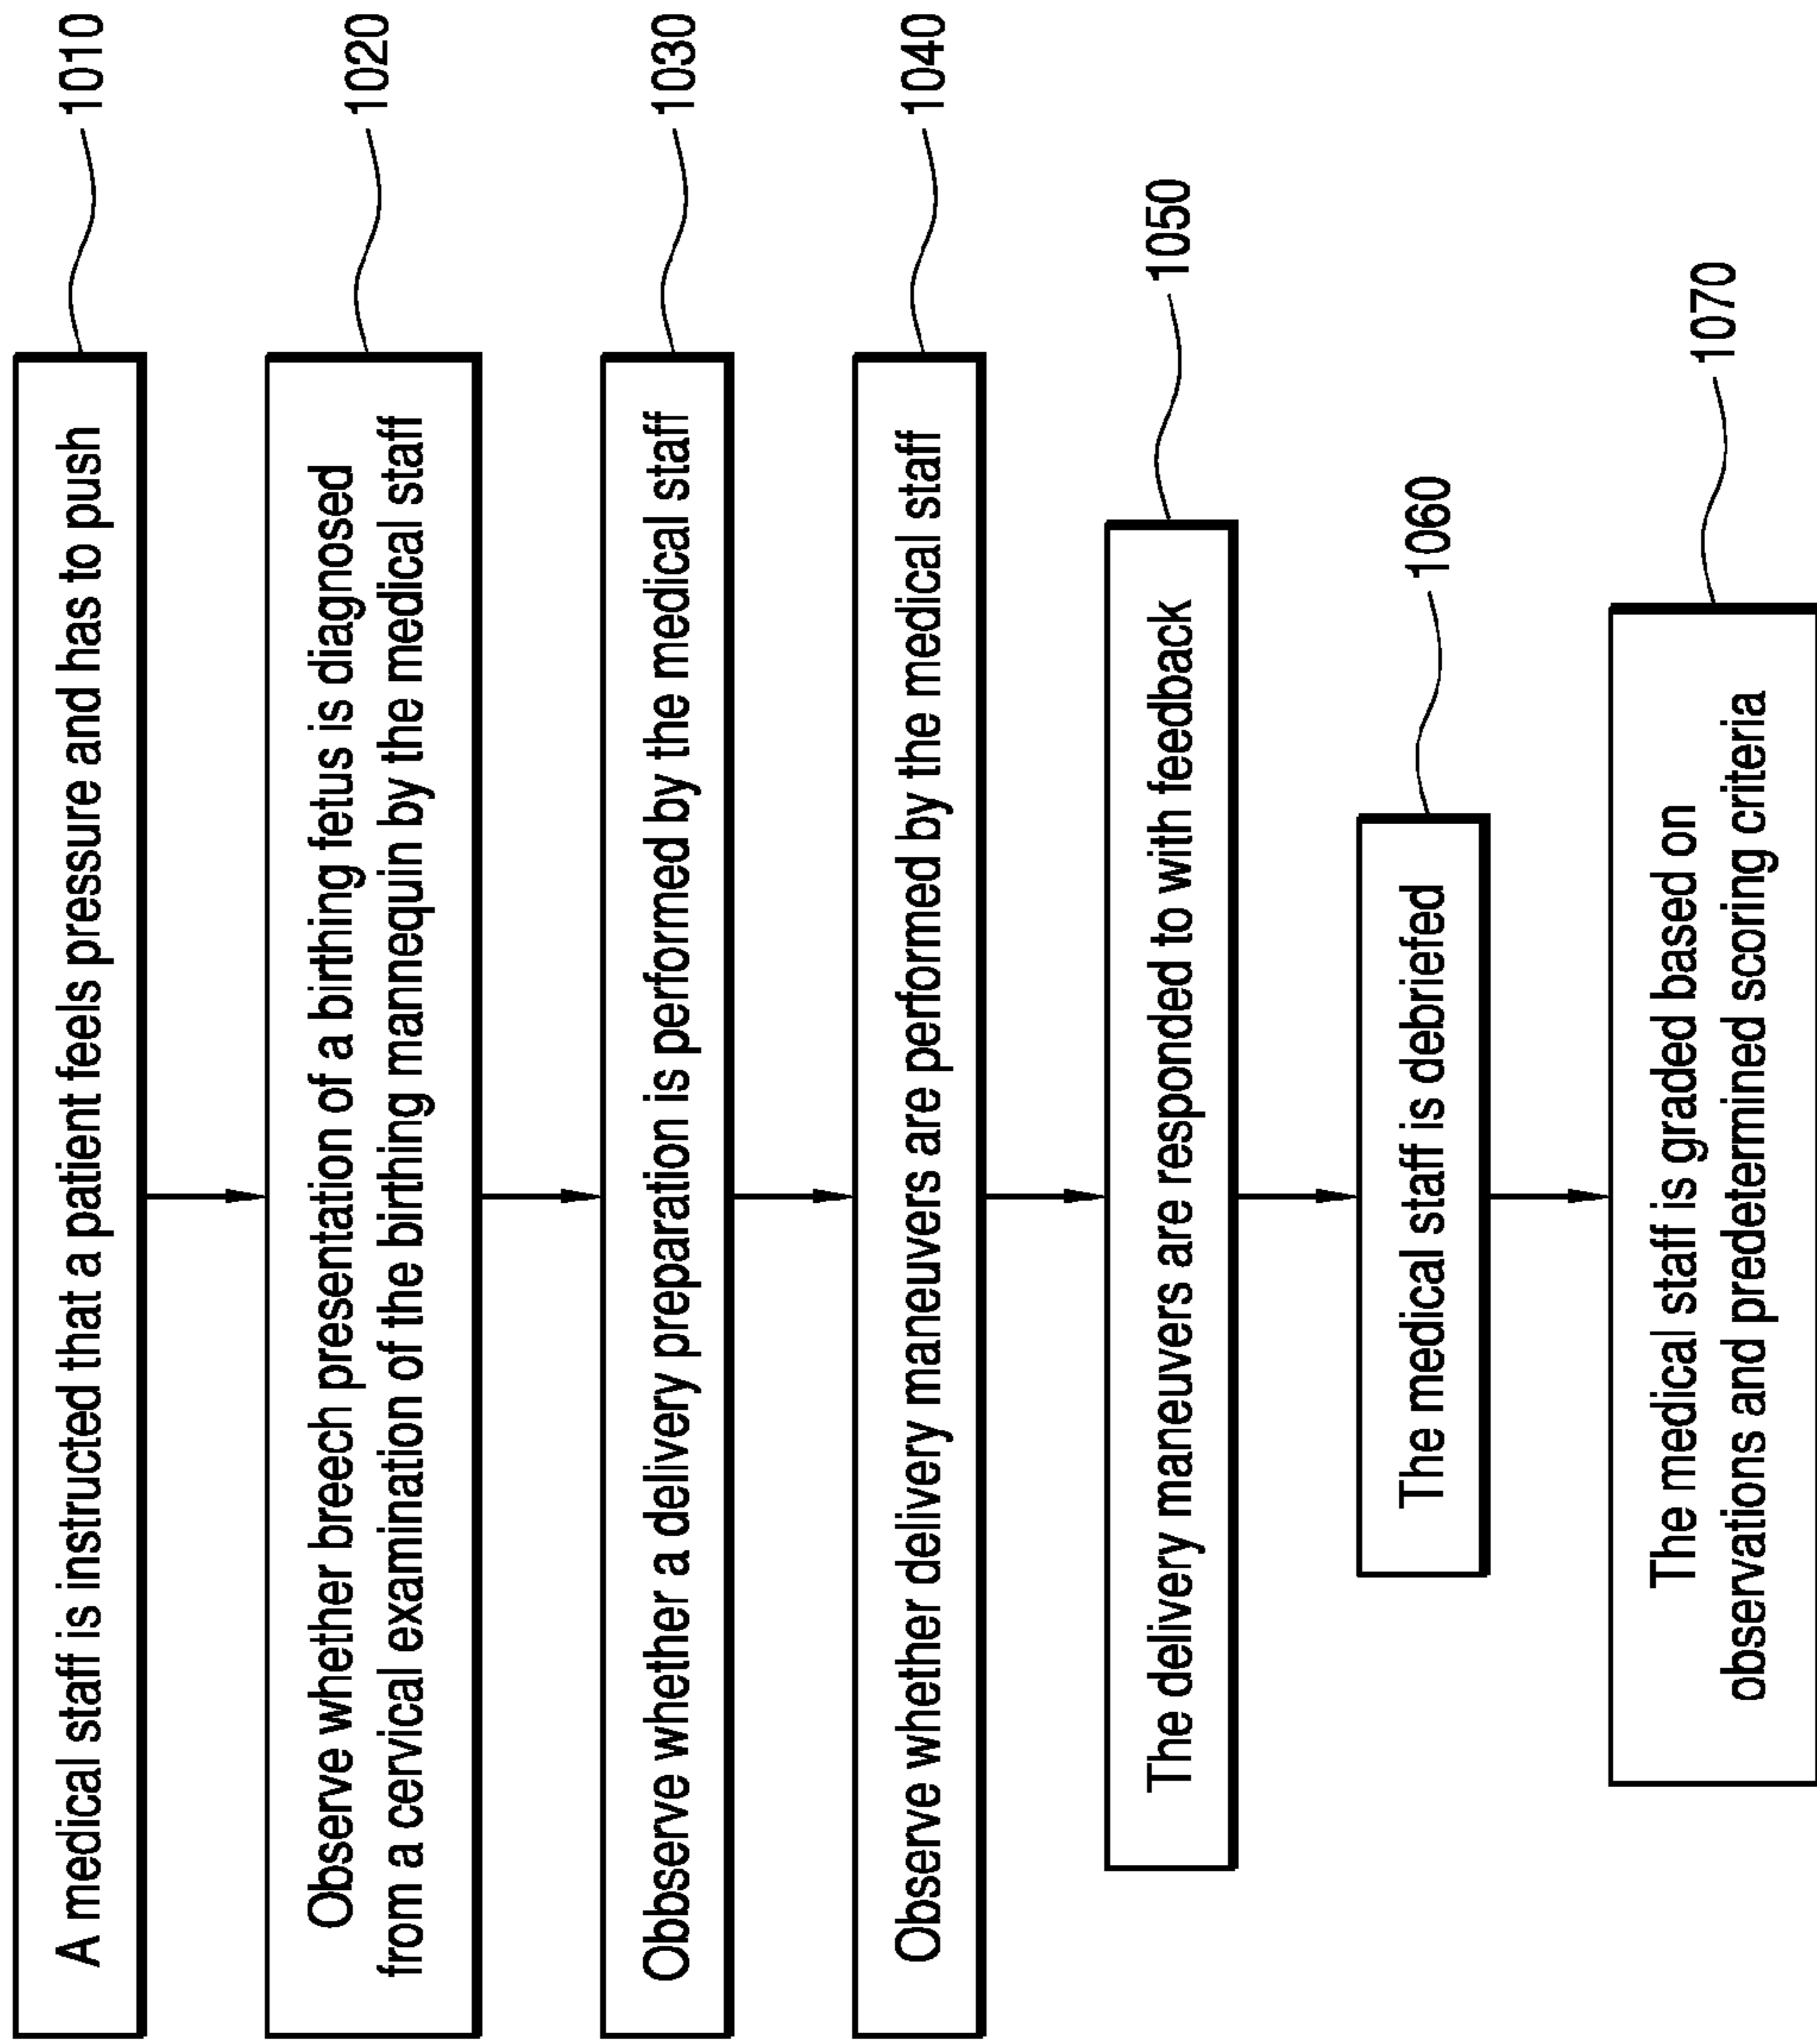 A medical staff is instructed that a patient feels pressure and has to push
1010
Observe whether breech presentation of a birthing fetus is diagnosed
from a cervical examination of the birthing mannequin by the medical staff
1020
Obbserve whether a delivery preparation is performed by the medical staff
1030
Observe whether delivery maneuvers are performed by the medical staff
1040
The delivery maneuvers are responded to with feedback
1050
The medical staff is debriefed
1060
The medical staff is graded based on
observations and predetermined scoring criteria
1070